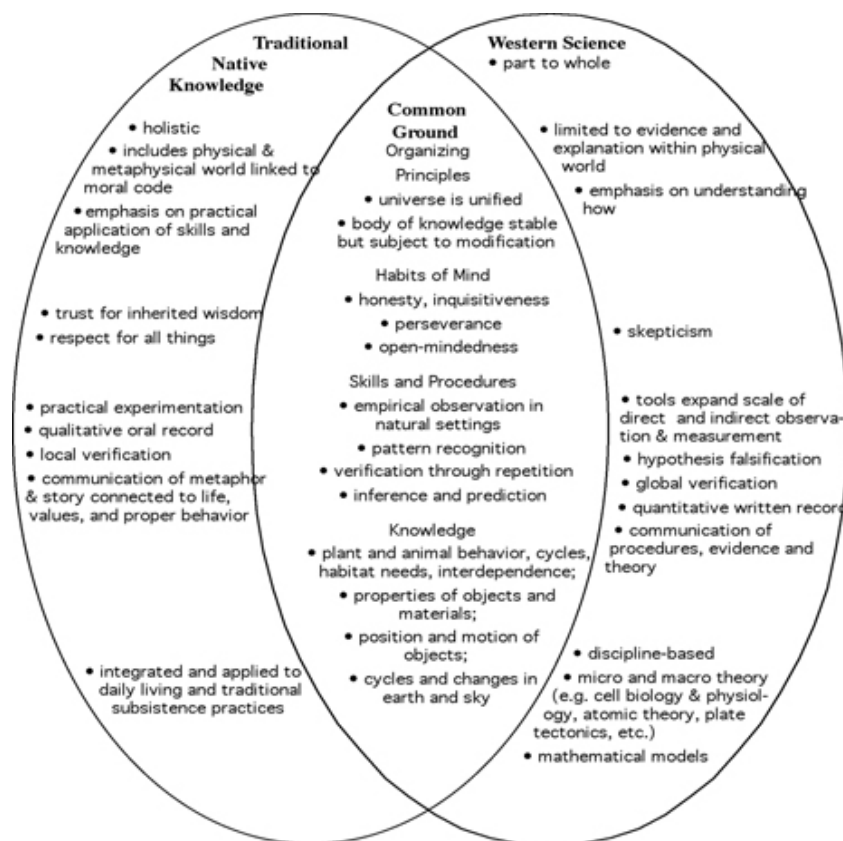 Traditional
Native
Knowledge
• holistic
• includes physical &
metaphysical world linked to
moral code
• emphasis on practical
application of skills and
knowledge
• trust for inherited wisdom
• respect for all things
• practical experimentation
• qualitative oral record
• local verification
• communication of metaphor
& story connected to life,
values, and proper behavior
• integrated and applied to
daily living and traditional
subsistence practices
Common
Ground
Organizing
Principles
• universe is unified
• body of knowledge stable
but subject to modification
Habits of Mind
• honesty, inquisitiveness
• perseverance
• open-mindedness
Skills and Procedures
• empirical observation in
natural settings
• pattern recognition
• verification through repetition
• inference and prediction
Knowledge
• plant and animal behavior, cycles,
habitat needs, interdependence;
• properties of objects and
materials;
• position and motion of
objects;
• cycles and changes in
earth and sky
Western Science
• part to whole
• limited to evidence and
explanation within physical
world
• emphasis on understanding
how
• skepticism
• tools expand scale of
direct and indirect observa-
tion & measurement
• hypothesis falsification
• global verification
• quantitative written record
• communication of
procedures, evidence and
theory
• discipline-based
• micro and macro theory
(e.g. cell biology & physiol-
ogy, atomic theory, plate
tectonics, etc.)
• mathematical models